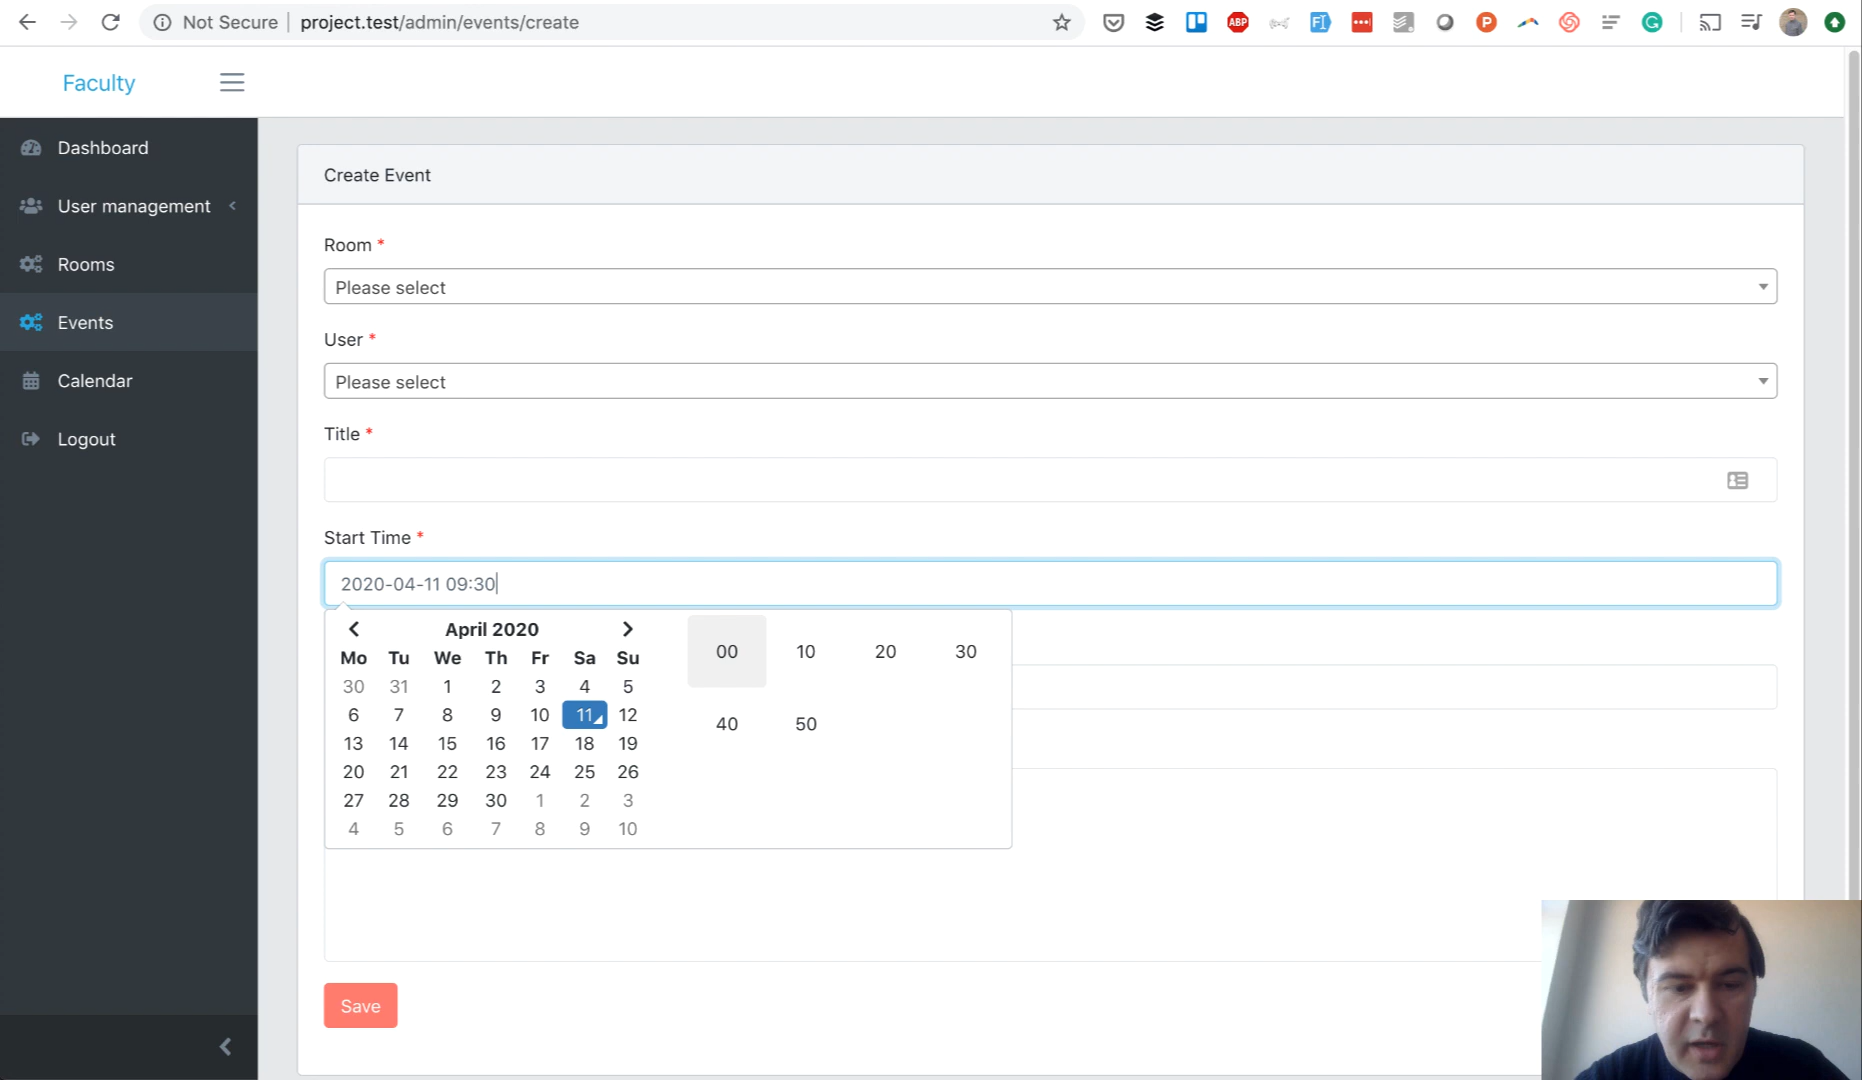 Not Secure | project.test/admin/events/create
ABP
P
G
Faculty
Dashboard
User management
Rooms
Events
Calendar
Logout
Create Event
Room *
Please select
User *
Please select
Title *
Start Time *
2020-04-11 09:30
April 2020
Mo Tu We Th Fr Sa Su
30 31 1 2 3 4 5
6 7 8 9 10 11 12
13 14 15 16 17 18 19
20 21 22 23 24 25 26
27 28 29 30 1 2 3
4 5 6 7 8 9 10
00 10 20 30
40 50
Save